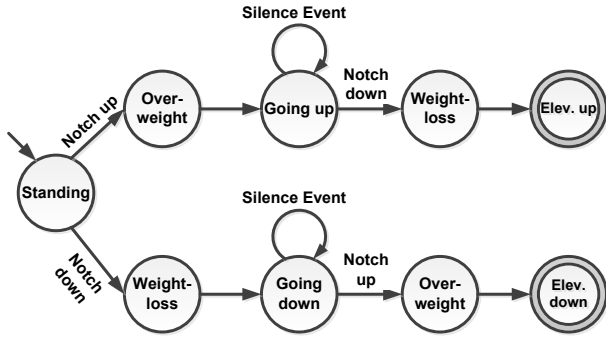 Silence Event
Notch up
Over-
weight
Going up
Notch
down
Weight-
loss
Elev. up
Standing
Silence Event
Notch
down
Weight-
loss
Going
down
Notch
up
Over-
weight
Elev.
down